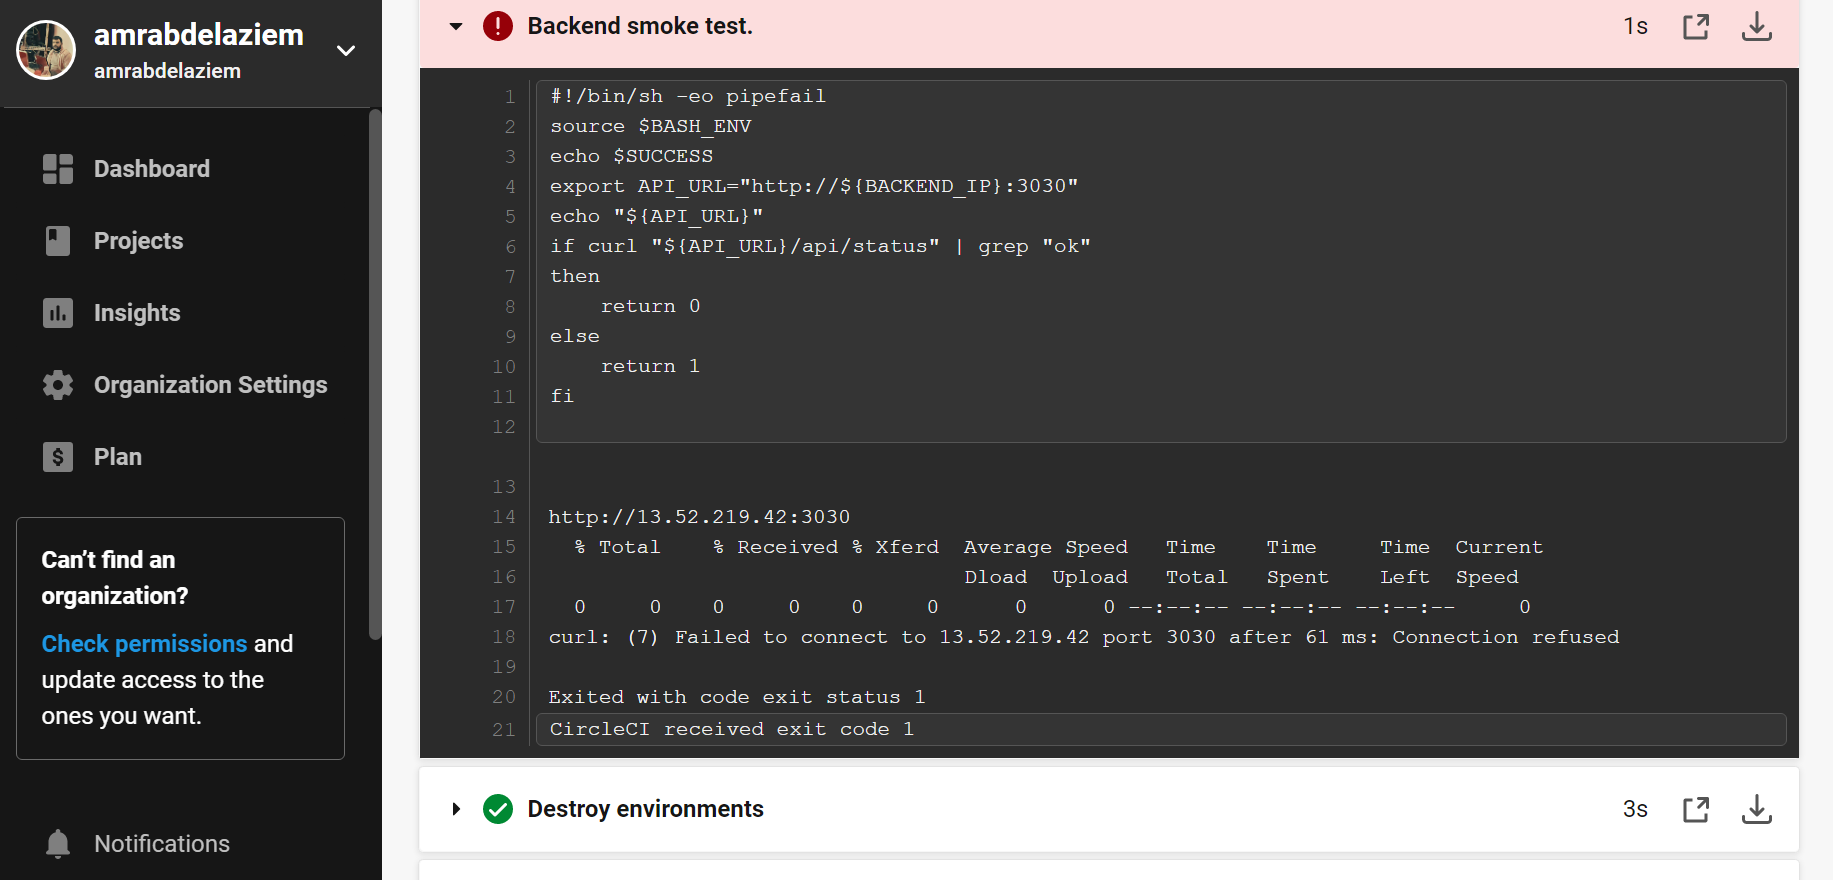 amrabdelaziem
amrabdelaziem
Dashboard
Projects
Insights
Organization Settings
Plan
Can’t find an
organization?
Check permissions and
update access to the
ones you want.
Notifications
Backend smoke test.
1s
1 #!/bin/sh -eo pipefail
2 source $BASH_ENV
3 echo $SUCCESS
4 export API_URL="http://${BACKEND_IP}:3030"
5 echo "${API_URL}"
6 if curl "${API_URL}/api/status" | grep "ok"
7 then
8     return 0
9 else
10     return 1
11 fi
12
13
14 http://13.52.219.42:3030
15   % Total    % Received % Xferd  Average Speed   Time    Time     Time  Current
16                                  Dload  Upload   Total   Spent    Left  Speed
17   0     0    0     0    0     0      0      0 --:--:-- --:--:-- --:--:--     0
18 curl: (7) Failed to connect to 13.52.219.42 port 3030 after 61 ms: Connection refused
19
20 Exited with code exit status 1
21 CircleCI received exit code 1
Destroy environments
3s